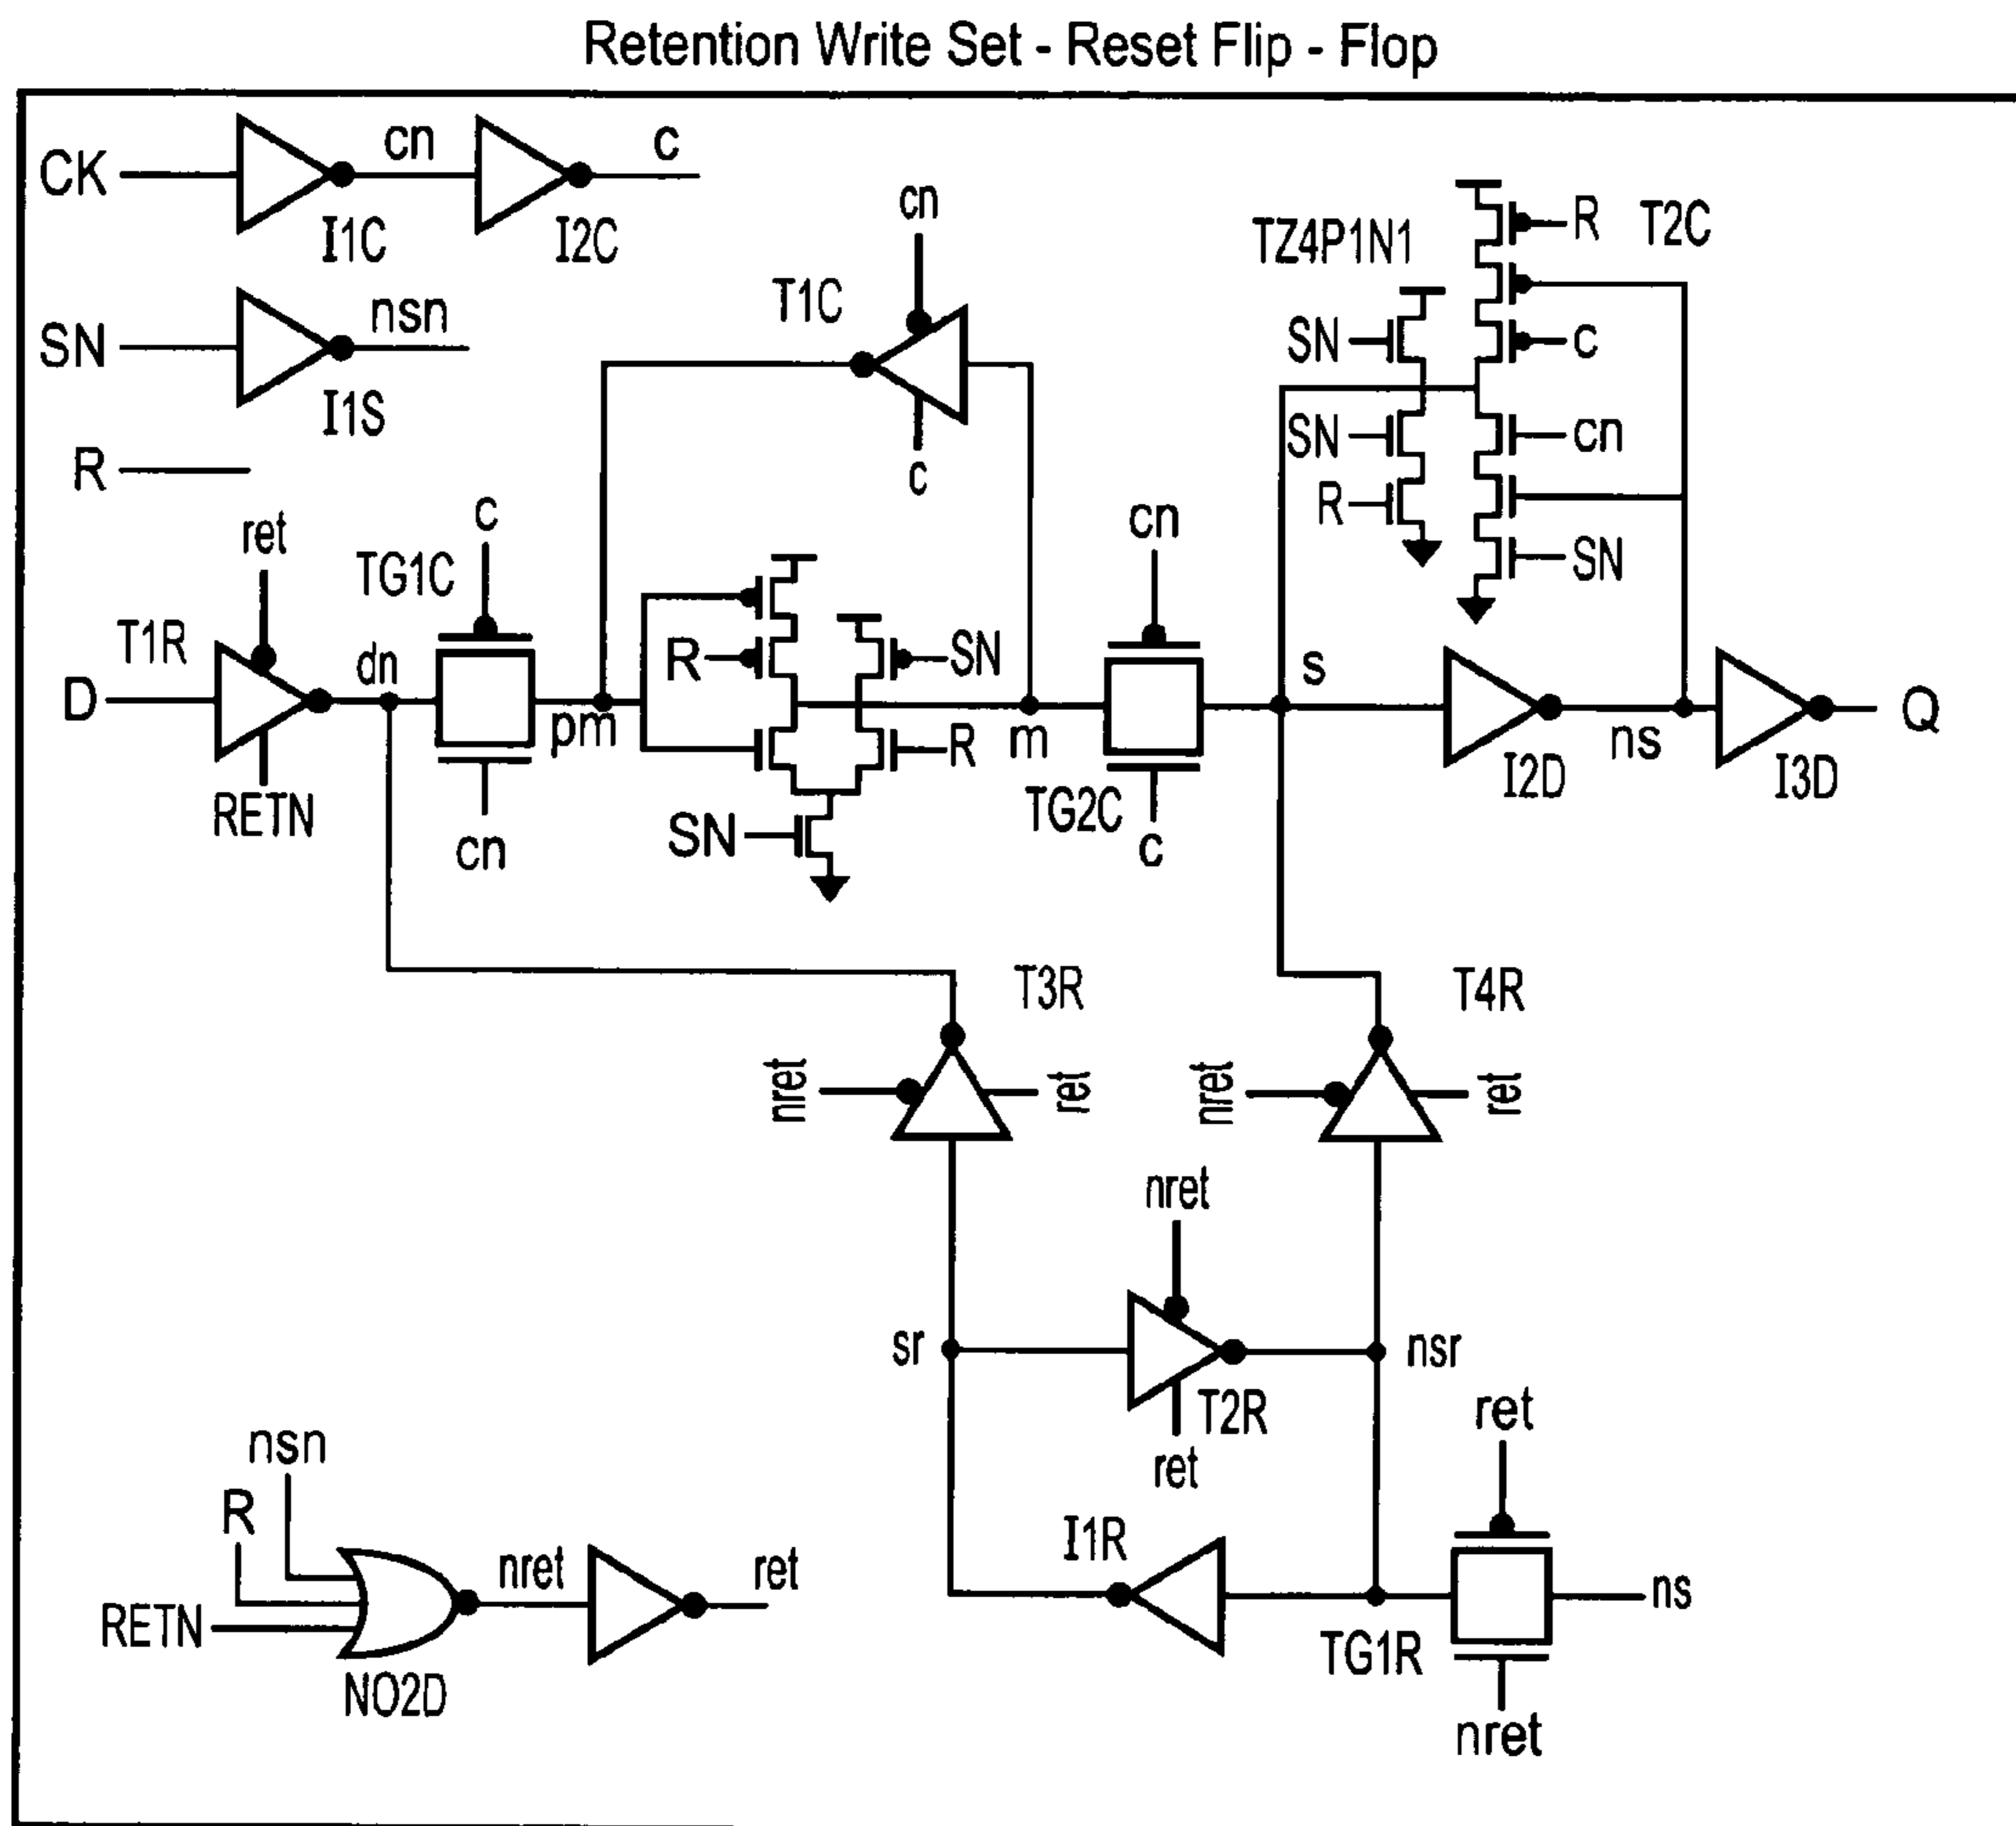 Retention Write Set - Reset Flip - Flop
CK
cn
c
I1C
I2C
SN
nsn
I1S
R
cn
T1C
c
TZ4P1N1
T2C
R
SN
c
SN
cn
R
SN
ret
T1R
D
RETN
dn
TG1C
c
cn
pm
R
SN
R
SN
m
cn
TG2C
c
s
I2D
ns
I3D
Q
T3R
nret
ret
T4R
nret
ret
nret
sr
T2R
ret
nsr
I1R
TG1R
ret
ns
nret
nsn
R
RETN
NO2D
nret
ret